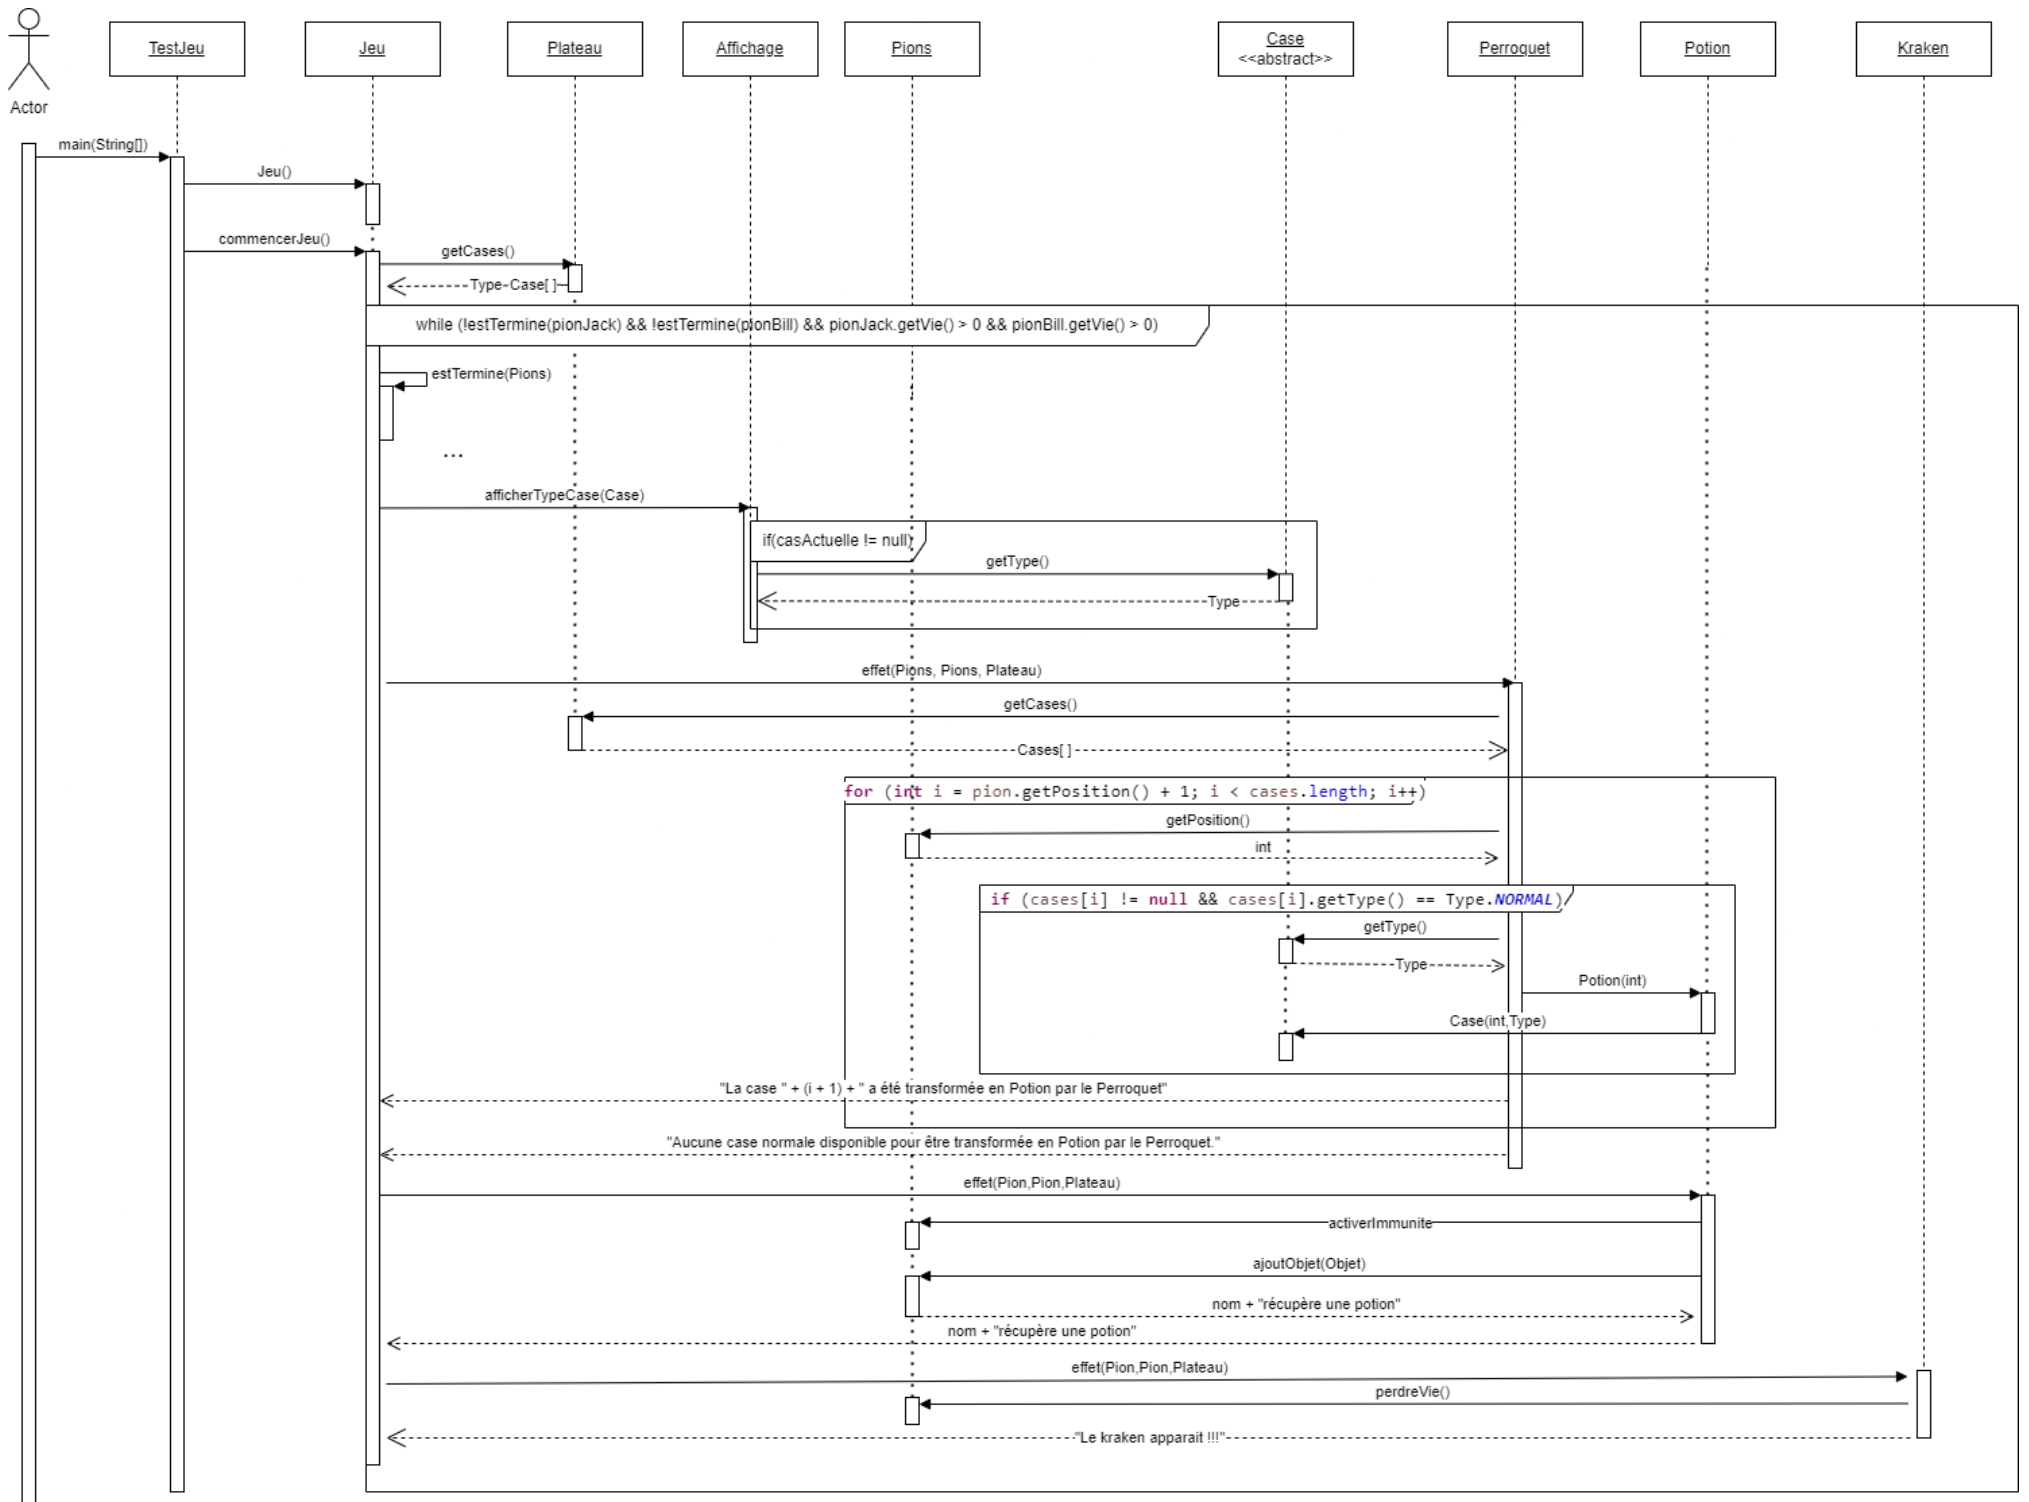 TestJeu
Jeu
Plateau
Affichage
Pions
Case
<<abstract>>
Perroquet
Potion
Kraken
Actor
main(String[])
Jeu()
commencerJeu()
getCases()
Type-Case[ ]
while (!estTermine(pionJack) && !estTermine(pionBill) && pionJack.getVie() > 0 && pionBill.getVie() > 0)
estTermine(Pions)
...
afficherTypeCase(Case)
if(casActuelle != null)
getType()
Type
effet(Pions, Pions, Plateau)
getCases()
Cases[ ]
for (int i = pion.getPosition() + 1; i < cases.length; i++)
getPosition()
int
if (cases[i] != null && cases[i].getType() == Type.NORMAL)
getType()
Type
Potion(int)
Case(int,Type)
"La case " + (i + 1) + " a été transformée en Potion par le Perroquet"
"Aucune case normale disponible pour être transformée en Potion par le Perroquet."
effet(Pion,Pion,Plateau)
activerImmunite
ajoutObjet(Objet)
nom + "récupère une potion"
nom + "récupère une potion"
effet(Pion,Pion,Plateau)
perdreVie()
"Le kraken apparait !!!"